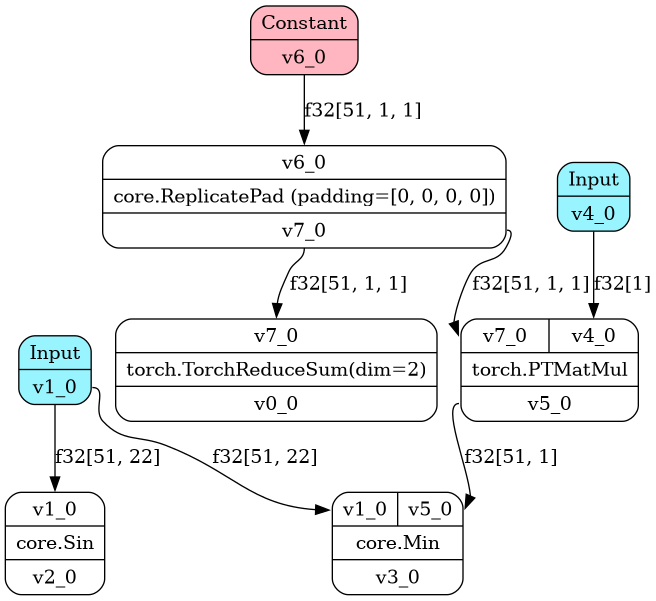 Constant
v6_0
f32[51, 1, 1]
v6_0
core.ReplicatePad (padding=[0, 0, 0, 0])
v7_0
Input
v4_0
f32[51, 1, 1]
f32[51, 1, 1]
f32[1]
v7_0
torch.TorchReduceSum(dim=2)
v0_0
v7_0 v4_0
torch.PTMatMul
v5_0
Input
v1_0
f32[51, 22]
f32[51, 22]
f32[51, 1]
v1_0
core.Sin
v2_0
v1_0 v5_0
core.Min
v3_0